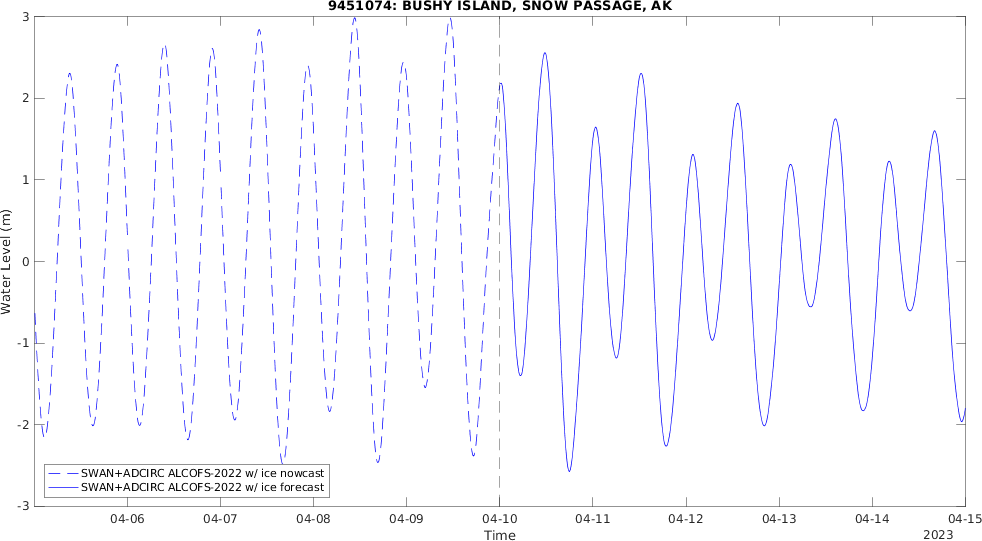 9451074: BUSHY ISLAND, SNOW PASSAGE, AK
3
2
1
0
-1
-2
-3
Water Level (m)
SWAN+ADCIRC ALCOFS-2022 w/ ice nowcast
SWAN+ADCIRC ALCOFS-2022 w/ ice forecast
04-06 04-07 04-08 04-09 04-10 04-11 04-12 04-13 04-14 04-15
Time
2023